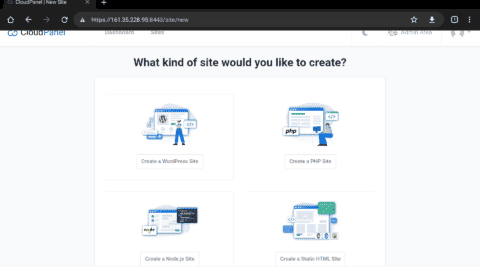 CloudPanel | New Site
https://161.35.228.95:8443/site/new
CloudPanel Dashboard Sites Admin Area
What kind of site would you like to create?
php
Create a WordPress Site
Create a PHP Site
node
Create a Node.js Site
Create a Static HTML Site